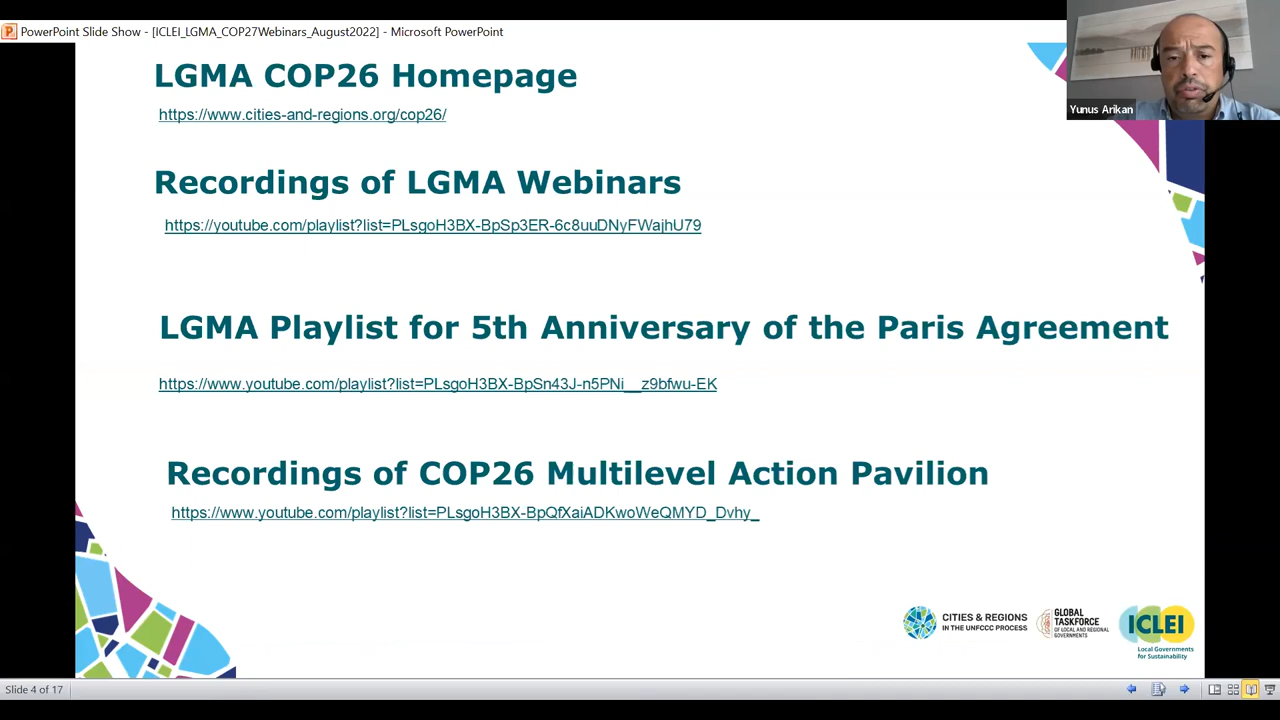 PowerPoint Slide Show - [ICLEI_LGMA_COP27Webinars_August2022] - Microsoft PowerPoint
Yunus Arikan
LGMA COP26 Homepage
https://www.cities-and-regions.org/cop26/
Recordings of LGMA Webinars
https://youtube.com/playlist?list=PLsgoH3BX-BpSp3ER-6c8uuDNyFWajhU79
LGMA Playlist for 5th Anniversary of the Paris Agreement
https://www.youtube.com/playlist?list=PLsgoH3BX-BpSn43J-n5PNi__z9bfwu-EK
Recordings of COP26 Multilevel Action Pavilion
https://www.youtube.com/playlist?list=PLsgoH3BX-BpQfXaiADKwoWeQMYD_Dvhy_
CITIES & REGIONS
IN THE UNFCCC PROCESS
GLOBAL
TASKFORCE
OF LOCAL AND REGIONAL
GOVERNMENTS
ICLEI
Local Governments
for Sustainability
Slide 4 of 17